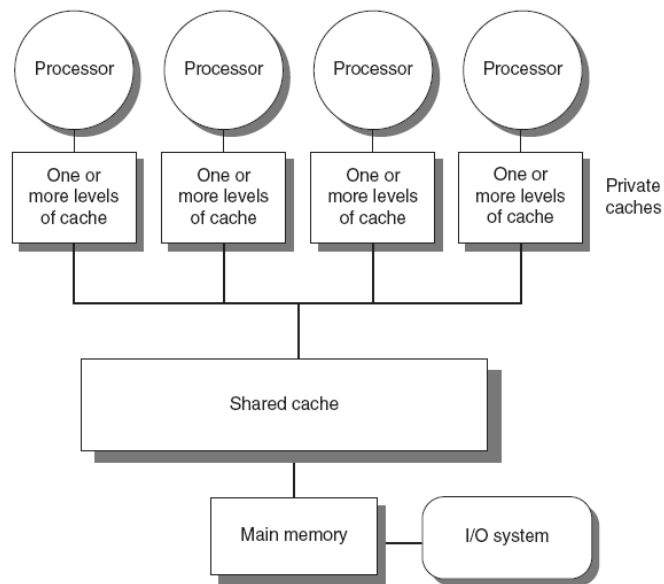 Processor
Processor
Processor
Processor
One or
more levels
of cache
One or
more levels
of cache
One or
more levels
of cache
One or
more levels
of cache
Private
caches
Shared cache
Main memory
I/O system